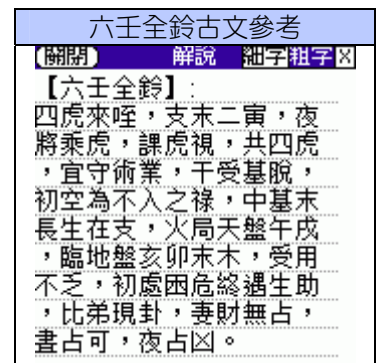 六壬全鈴古文參考
(關閉) 解說 細字粗字☒
【六壬全鈐】:
四虎來咥，支末二寅，夜
將乘虎，課虎視，共四虎
，宜守術業，干受基脫，
初空為不入之祿，中基末
長生在支，火局天盤午戌
，臨地盤亥卯末木，受用
不乏，初處困危終遇生助
，比弟現卦，妻財無占，
晝占可，夜占凶。